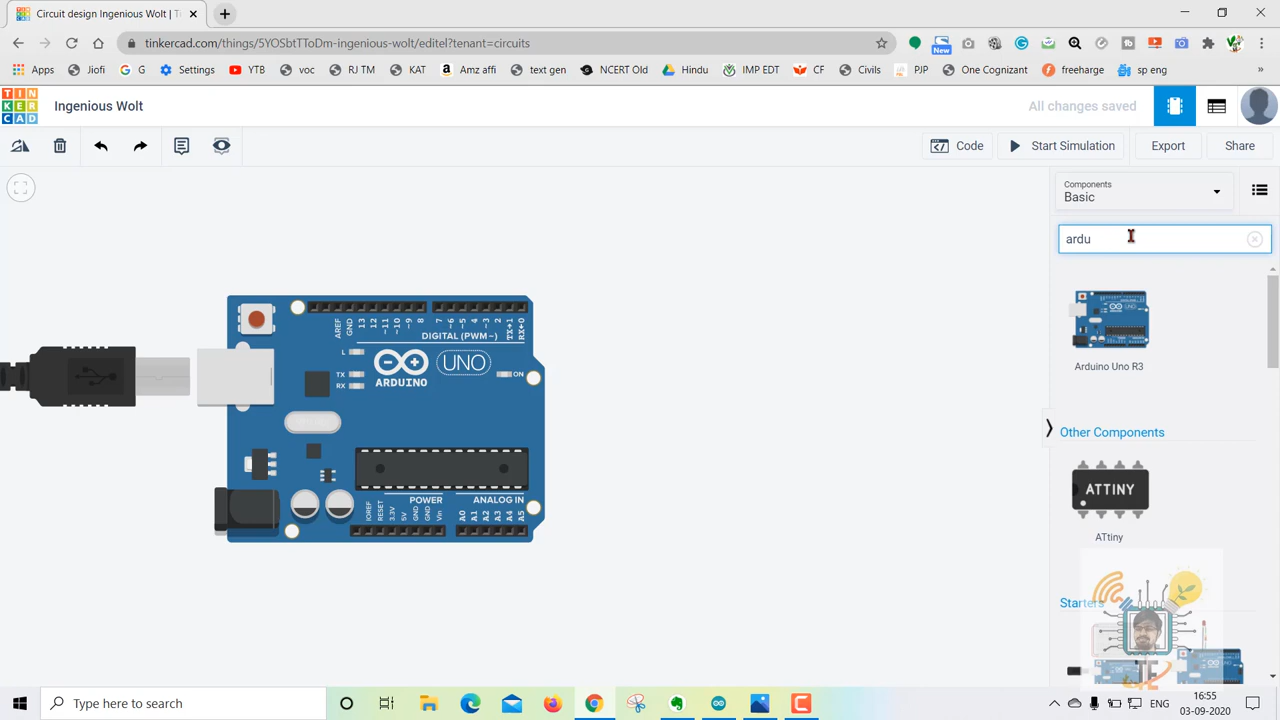 Circuit design Ingenious Wolt | Ti
tinkercad.com/things/5YOSbtTToDm-ingenious-wolt/editel?tenant=circuits
New
Apps
Jiofi
G
Settings
YTB
voc
RJ TM
KAT
Amz affi
text gen
NCERT Old
Hindu
IMP EDT
CF
Civils
PJP
One Cognizant
freeharge
sp eng
»
TIN
KER
CAD
Ingenious Wolt
All changes saved
Code
Start Simulation
Export
Share
Components
Basic
ardu
Arduino Uno R3
Other Components
ATTINY
ATtiny
Starters
AREF
GND
13
12
~11
~10
~9
8
7
~6
~5
4
~3
2
TX→1
RX←0
DIGITAL (PWM ~)
L
TX
RX
ARDUINO
UNO
ON
POWER
ANALOG IN
IOREF
RESET
3.3V
5V
GND
GND
Vin
A0
A1
A2
A3
A4
A5
Type here to search
ENG
16:55
03-09-2020